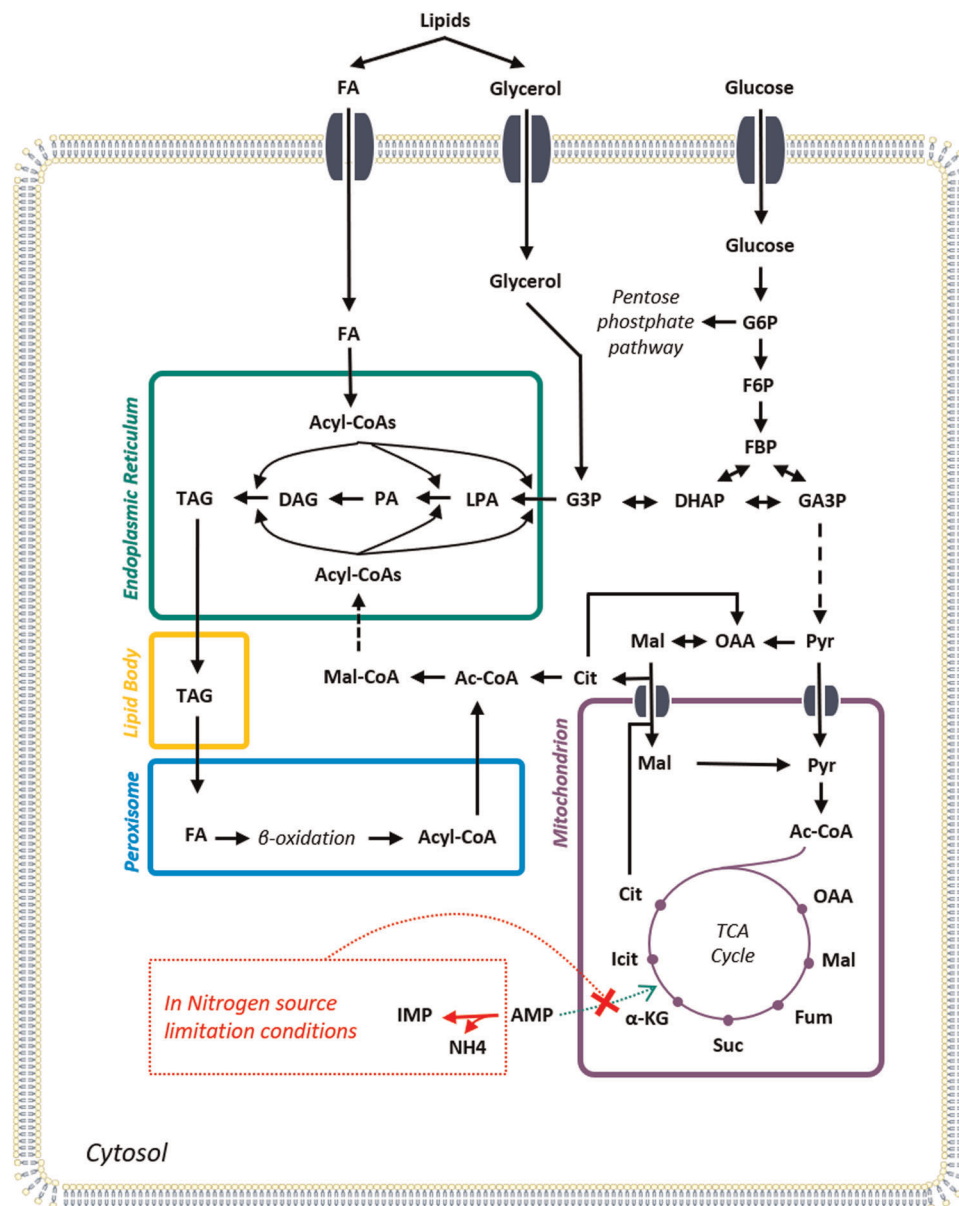 Lipids
FA
Glycerol
Glucose
Glucose
Glycerol
Pentose
phostphate
pathway
G6P
FA
F6P
Endoplasmic Reticulum
Acyl-CoAs
FBP
TAG
DAG
PA
LPA
G3P
DHAP
GA3P
Acyl-CoAs
Lipid Body
TAG
Mal-CoA
Ac-CoA
Cit
Mal
OAA
Pyr
Mitochondrion
Mal
Pyr
Peroxisome
FA
β-oxidation
Acyl-CoA
Ac-CoA
Cit
OAA
TCA
Cycle
Icit
Mal
In Nitrogen source
limitation conditions
IMP
AMP
NH4
α-KG
Fum
Suc
Cytosol